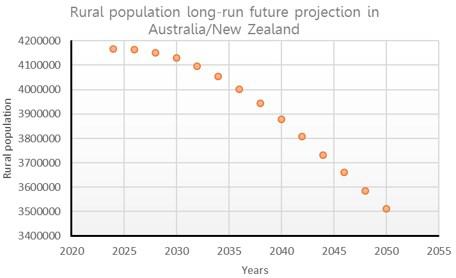 Rural population long-run future projection in
Australia/New Zealand
4200000
4100000
4000000
3900000
3800000
3700000
3600000
3500000
3400000
Rural population
2020 2025 2030 2035 2040 2045 2050 2055
Years